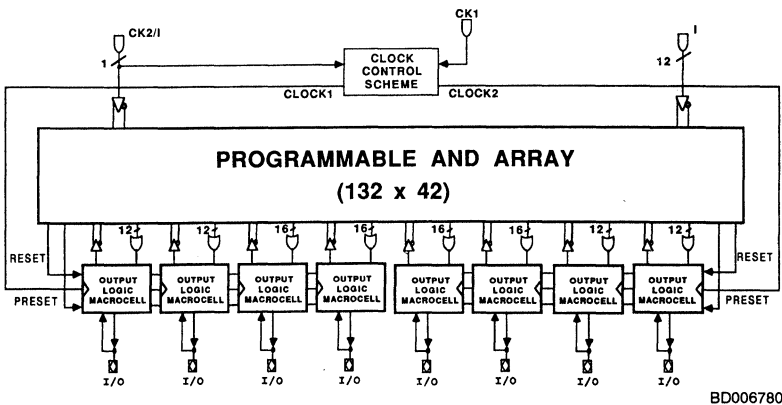 CK2/I
CK1
I
1
CLOCK
CONTROL
SCHEME
12
CLOCK1
CLOCK2
PROGRAMMABLE AND ARRAY
(132 x 42)
12
12
16
16
16
16
12
12
RESET
RESET
OUTPUT
LOGIC
MACROCELL
OUTPUT
LOGIC
MACROCELL
OUTPUT
LOGIC
MACROCELL
OUTPUT
LOGIC
MACROCELL
OUTPUT
LOGIC
MACROCELL
OUTPUT
LOGIC
MACROCELL
OUTPUT
LOGIC
MACROCELL
OUTPUT
LOGIC
MACROCELL
PRESET
PRESET
I/O
I/O
I/O
I/O
I/O
I/O
I/O
I/O
BD006780